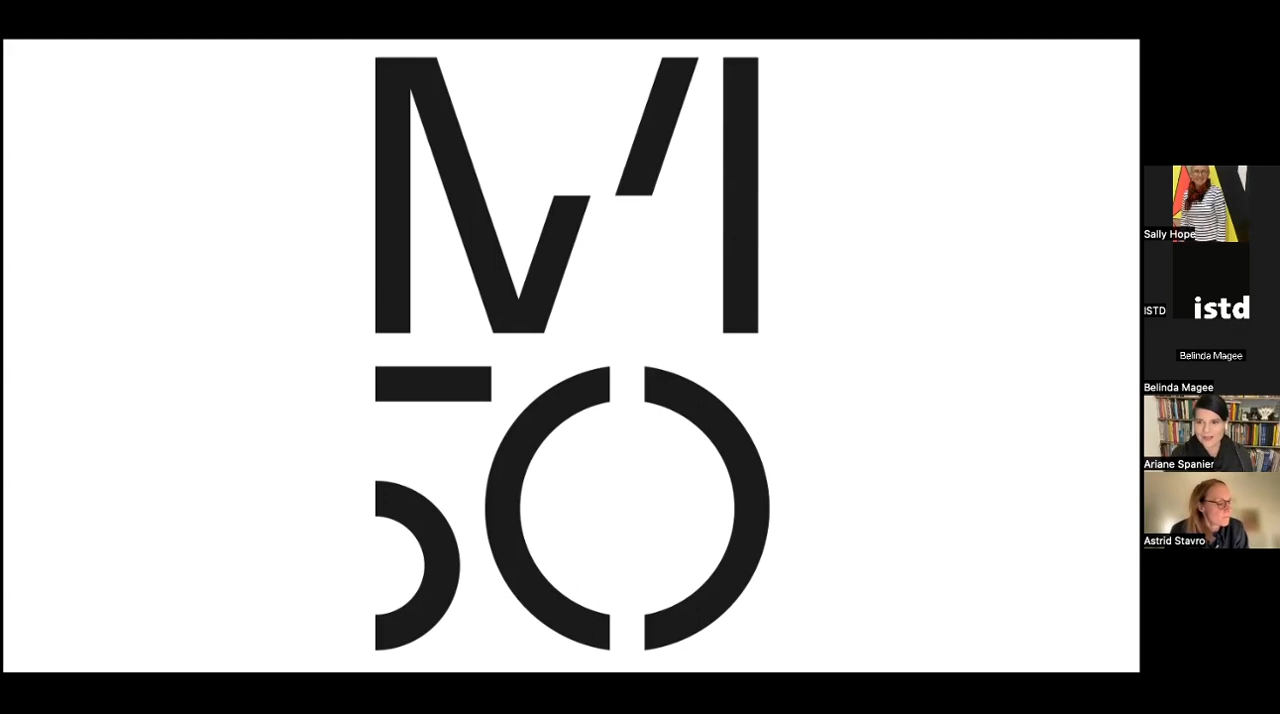 M
50
Sally Hope
ISTD
istd
Belinda Magee
Belinda Magee
Ariane Spanier
Astrid Stavro